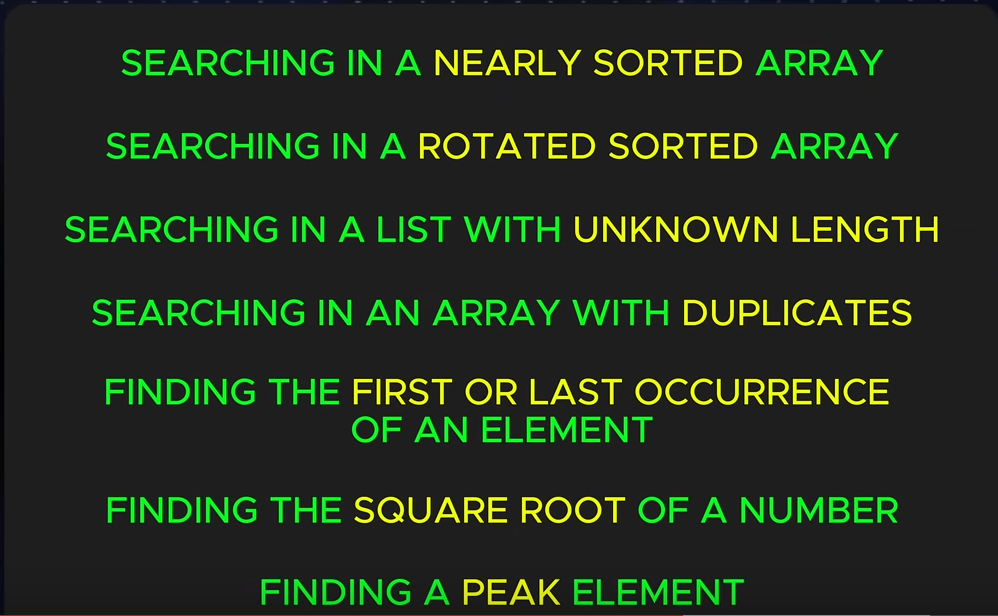 SEARCHING IN A NEARLY SORTED ARRAY
SEARCHING IN A ROTATED SORTED ARRAY
SEARCHING IN A LIST WITH UNKNOWN LENGTH
SEARCHING IN AN ARRAY WITH DUPLICATES
FINDING THE FIRST OR LAST OCCURRENCE
OF AN ELEMENT
FINDING THE SQUARE ROOT OF A NUMBER
FINDING A PEAK ELEMENT